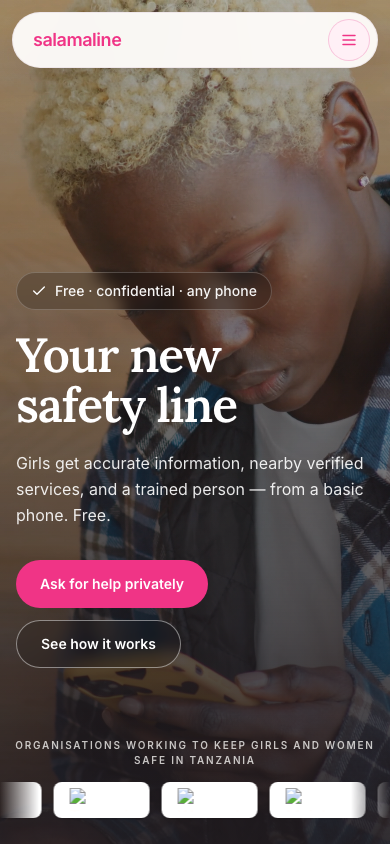 salamaline
Free · confidential · any phone
Your new
safety line
Girls get accurate information, nearby verified
services, and a trained person — from a basic
phone. Free.
Ask for help privately
See how it works
ORGANISATIONS WORKING TO KEEP GIRLS AND WOMEN
SAFE IN TANZANIA